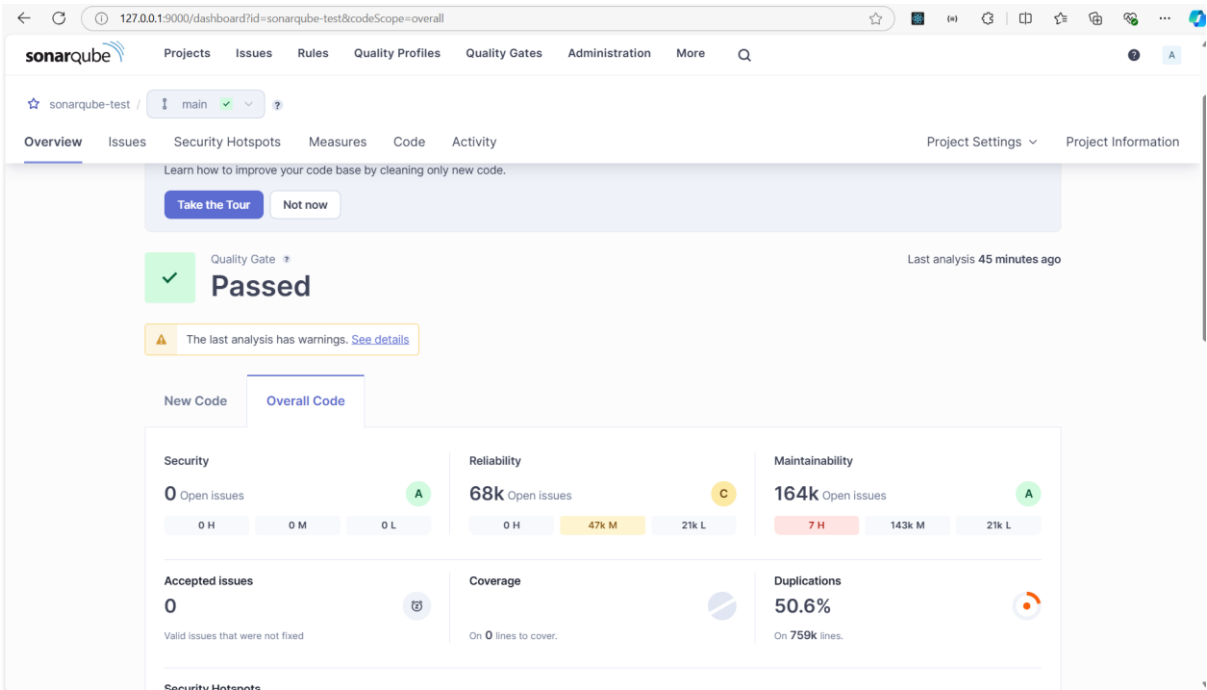 127.0.0.1:9000/dashboard?id=sonarqube-test&codeScope=overall
sonarqube Projects Issues Rules Quality Profiles Quality Gates Administration More ? A
sonarqube-test / main ?
Overview Issues Security Hotspots Measures Code Activity Project Settings Project Information
Learn how to improve your code base by cleaning only new code.
Take the Tour Not now
Quality Gate ? Last analysis 45 minutes ago
Passed
The last analysis has warnings. See details
New Code Overall Code
Security Reliability Maintainability
0 Open issues A 68k Open issues C 164k Open issues A
0 H 0 M 0 L 0 H 47k M 21k L 7 H 143k M 21k L
Accepted issues Coverage Duplications
0 50.6%
Valid issues that were not fixed On 0 lines to cover. On 759k lines.
Security Hotspots